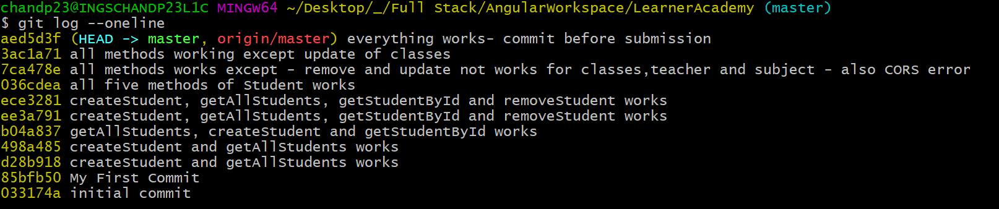 chandp23@INGSCHANDP23L1C MINGW64 ~/Desktop/_/Full Stack/AngularWorkspace/LearnerAcademy (master)
$ git log --oneline
aed5d3f (HEAD -> master, origin/master) everything works- commit before submission
3ac1a71 all methods working except update of classes
7ca478e all methods works except - remove and update not works for classes,teacher and subject - also CORS error
036cdea all five methods of Student works
ece3281 createStudent, getAllStudents, getStudentById and removeStudent works
ee3a791 createStudent, getAllStudents, getStudentById and removeStudent works
b04a837 getAllStudents, createStudent and getStudentById works
498a485 createStudent and getAllStudents works
d28b918 createStudent and getAllStudents works
85bfb50 My First Commit
033174a initial commit